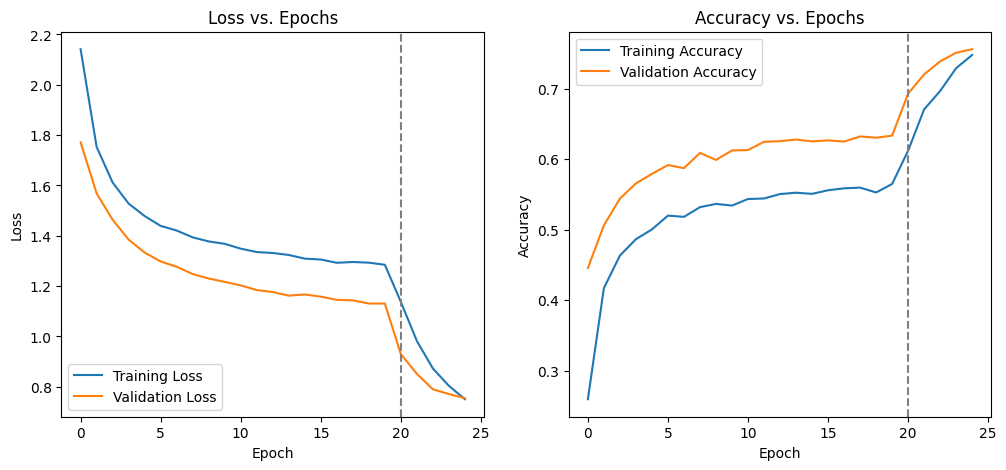 Loss vs. Epochs
2.2
2.0
1.8
1.6
1.4
1.2
1.0
0.8
Loss
Training Loss
Validation Loss
0 5 10 15 20 25
Epoch
Accuracy vs. Epochs
Training Accuracy
Validation Accuracy
0.7
0.6
0.5
0.4
0.3
Accuracy
0 5 10 15 20 25
Epoch